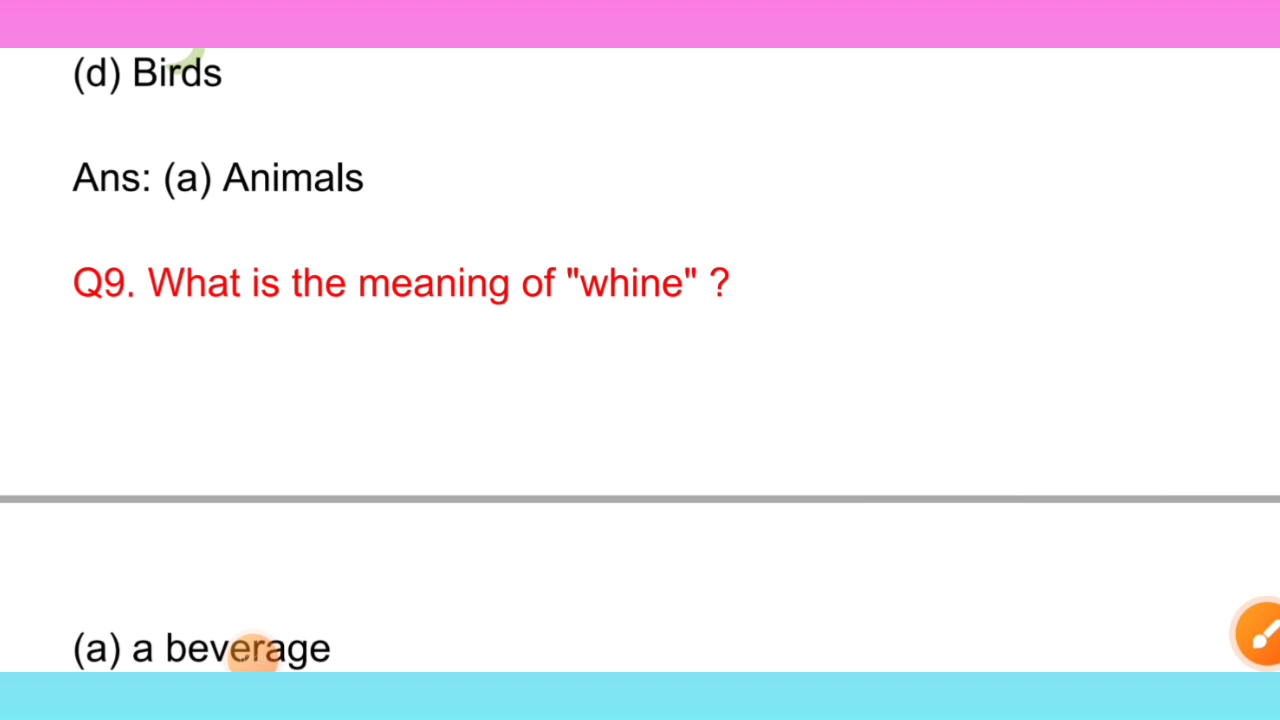 (d) Birds
Ans: (a) Animals
Q9. What is the meaning of "whine" ?
(a) a beverage